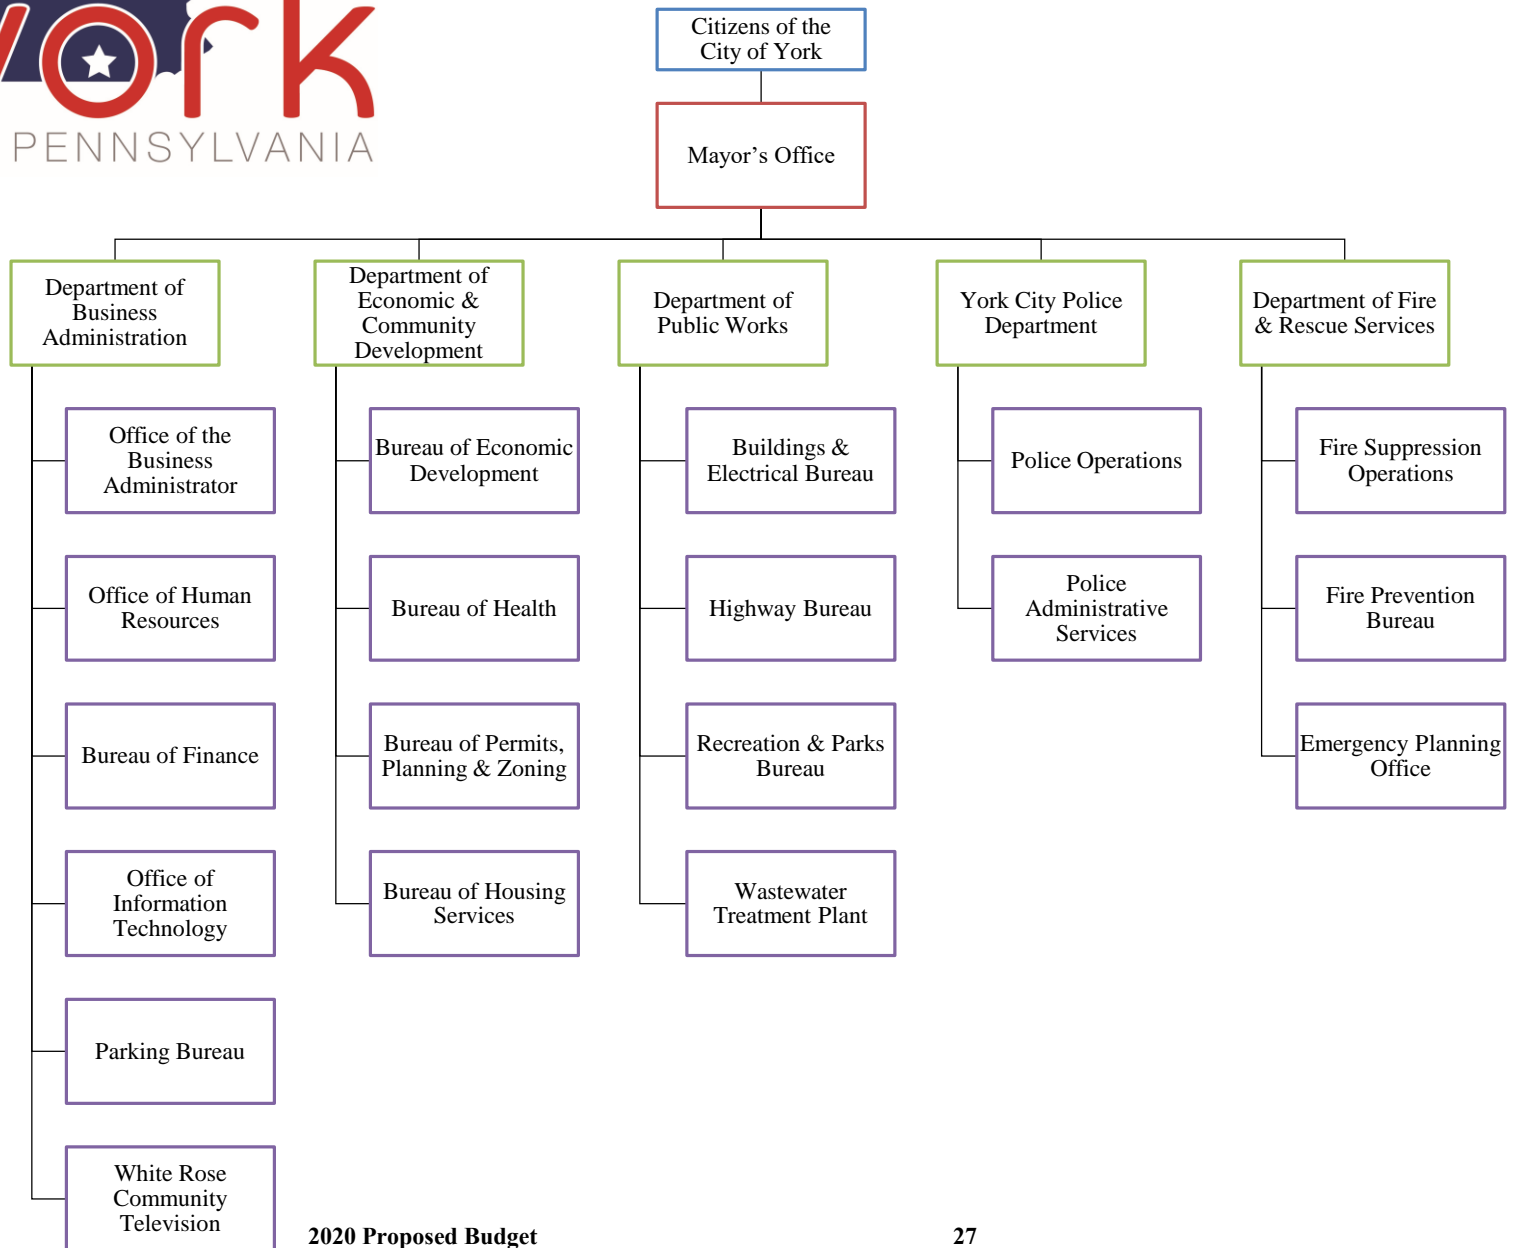 york
PENNSYLVANIA
Citizens of the
City of York
Mayor’s Office
Department of
Business
Administration
Department of
Economic &
Community
Development
Department of
Public Works
York City Police
Department
Department of Fire
& Rescue Services
Office of the
Business
Administrator
Office of Human
Resources
Bureau of Finance
Office of
Information
Technology
Parking Bureau
White Rose
Community
Television
Bureau of Economic
Development
Bureau of Health
Bureau of Permits,
Planning & Zoning
Bureau of Housing
Services
Buildings &
Electrical Bureau
Highway Bureau
Recreation & Parks
Bureau
Wastewater
Treatment Plant
Police Operations
Police
Administrative
Services
Fire Suppression
Operations
Fire Prevention
Bureau
Emergency Planning
Office
2020 Proposed Budget
27